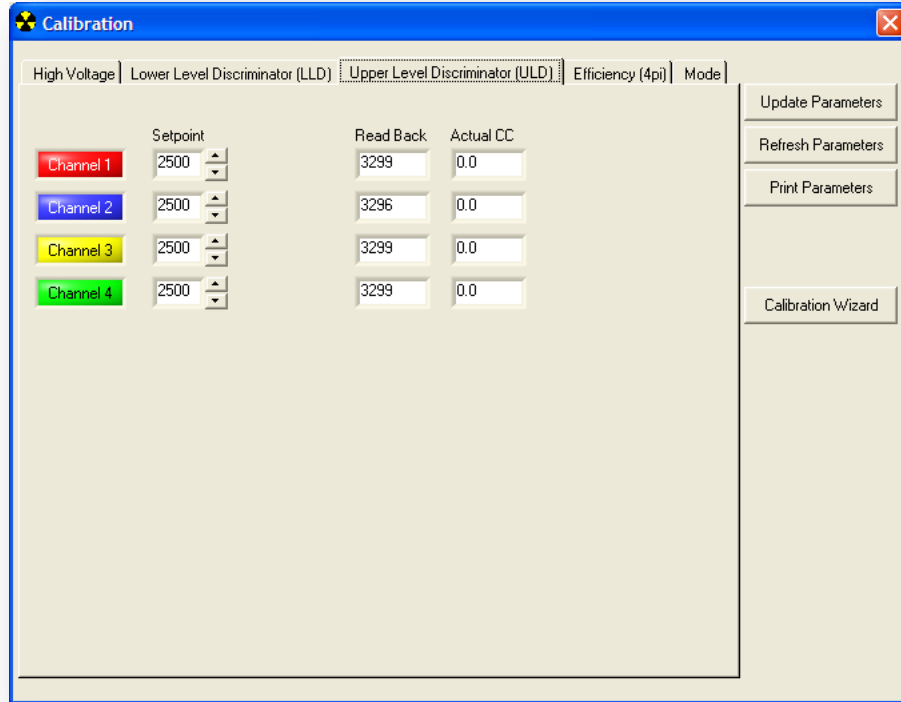 Calibration
High Voltage Lower Level Discriminator (LLD) Upper Level Discriminator (ULD) Efficiency (4pi) Mode
Update Parameters
Refresh Parameters
Print Parameters
Calibration Wizard
Setpoint Read Back Actual CC
Channel 1 2500 3299 0.0
Channel 2 2500 3296 0.0
Channel 3 2500 3299 0.0
Channel 4 2500 3299 0.0